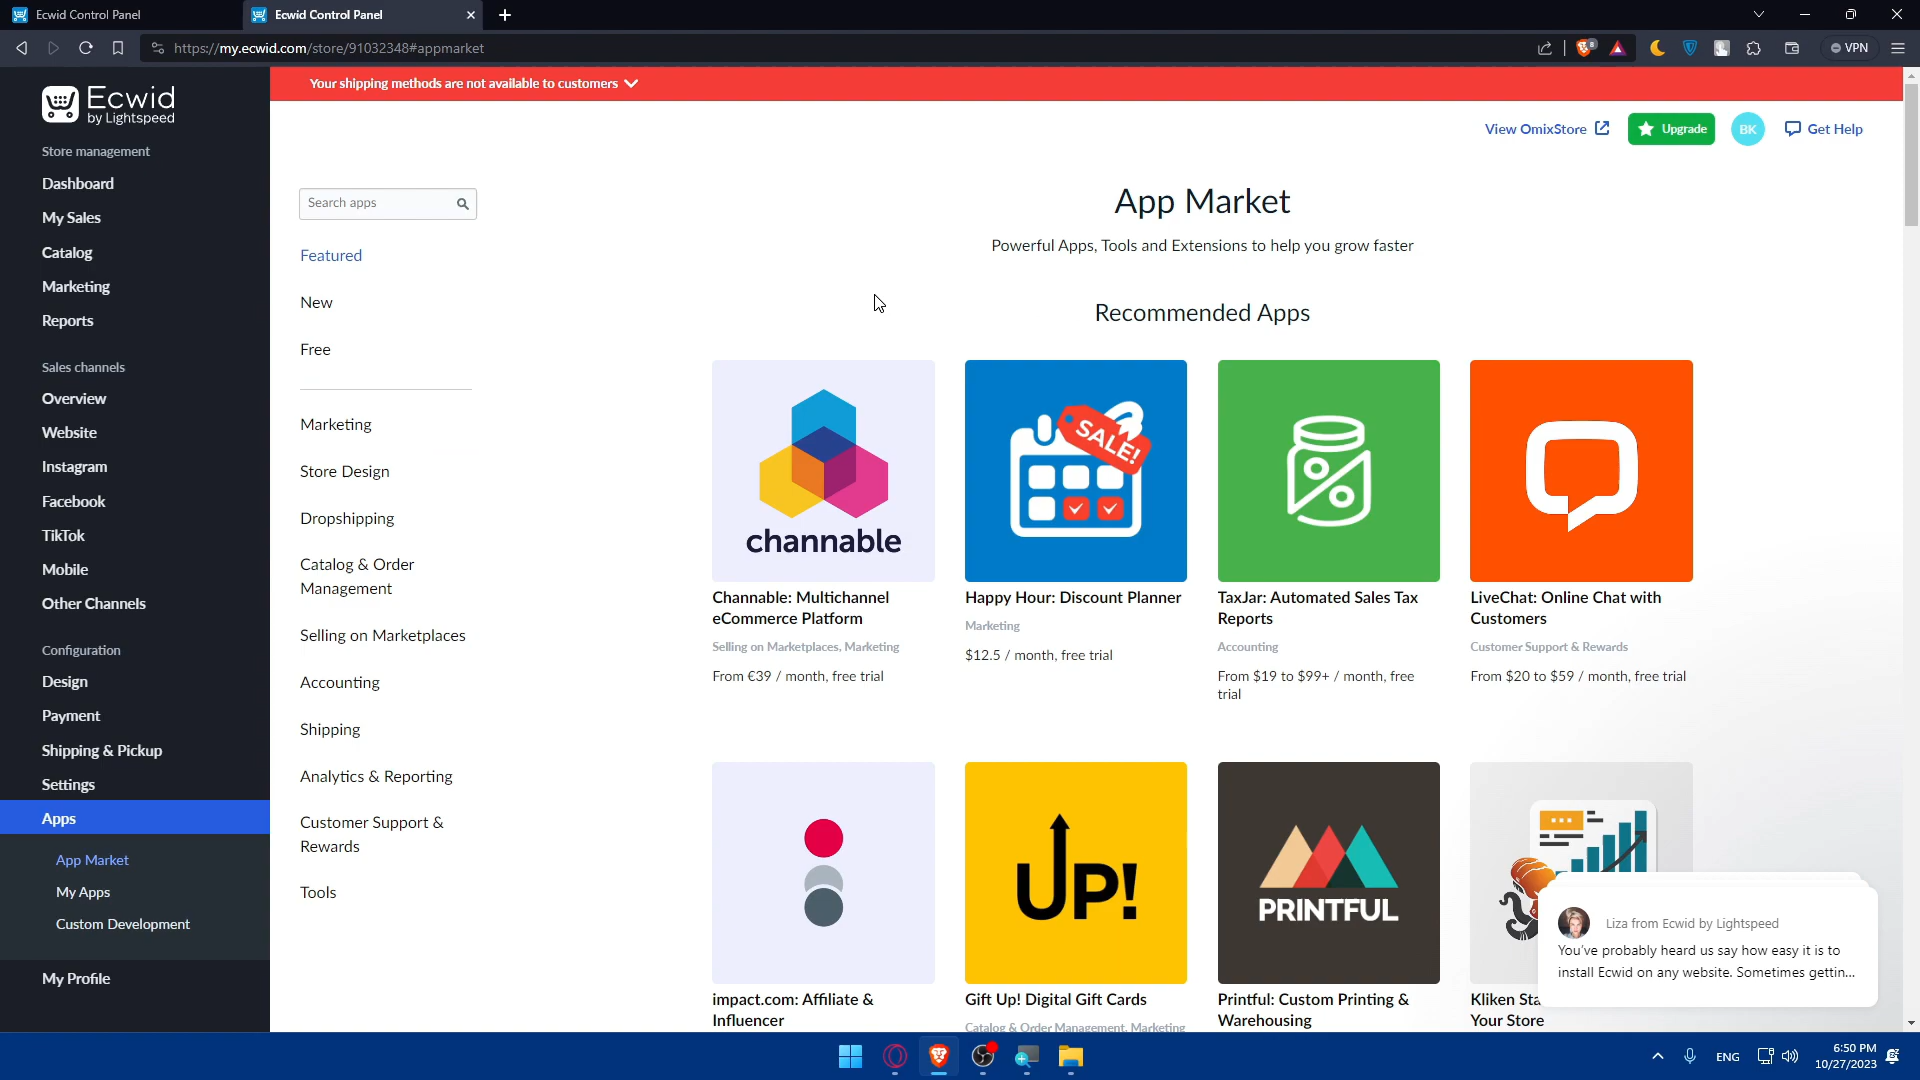 Ecwid Control Panel
Ecwid Control Panel
https://my.ecwid.com/store/91032348#appmarket
8
VPN
Ecwid
by Lightspeed
Store management
Dashboard
My Sales
Catalog
Marketing
Reports
Sales channels
Overview
Website
Instagram
Facebook
TikTok
Mobile
Other Channels
Configuration
Design
Payment
Shipping & Pickup
Settings
Apps
App Market
My Apps
Custom Development
My Profile
Your shipping methods are not available to customers
View OmixStore
Upgrade
BK
Get Help
Search apps
Featured
New
Free
Marketing
Store Design
Dropshipping
Catalog & Order
Management
Selling on Marketplaces
Accounting
Shipping
Analytics & Reporting
Customer Support &
Rewards
Tools
App Market
Powerful Apps, Tools and Extensions to help you grow faster
Recommended Apps
channable
Channable: Multichannel
eCommerce Platform
Selling on Marketplaces, Marketing
From €39 / month, free trial
SALE!
Happy Hour: Discount Planner
Marketing
$12.5 / month, free trial
TaxJar: Automated Sales Tax
Reports
Accounting
From $19 to $99+ / month, free
trial
LiveChat: Online Chat with
Customers
Customer Support & Rewards
From $20 to $59 / month, free trial
impact.com: Affiliate &
Influencer
UP!
Gift Up! Digital Gift Cards
Catalog & Order Management, Marketing
PRINTFUL
Printful: Custom Printing &
Warehousing
Kliken
Your Store
Liza from Ecwid by Lightspeed
You've probably heard us say how easy it is to
install Ecwid on any website. Sometimes gettin...
ENG
6:50 PM
10/27/2023